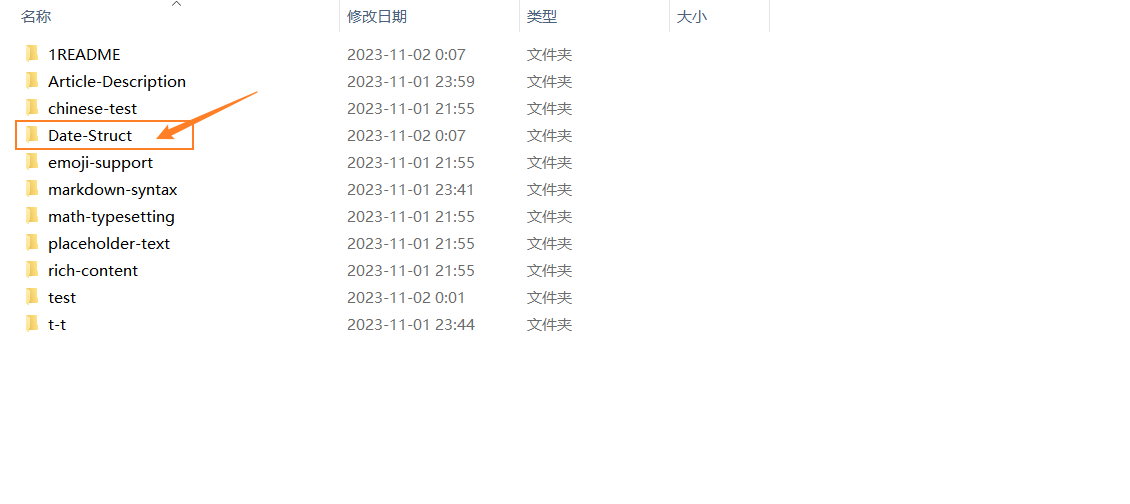 名称 修改日期 类型 大小
1README 2023-11-02 0:07 文件夹
Article-Description 2023-11-01 23:59 文件夹
chinese-test 2023-11-01 21:55 文件夹
Date-Struct 2023-11-02 0:07 文件夹
emoji-support 2023-11-01 21:55 文件夹
markdown-syntax 2023-11-01 23:41 文件夹
math-typesetting 2023-11-01 21:55 文件夹
placeholder-text 2023-11-01 21:55 文件夹
rich-content 2023-11-01 21:55 文件夹
test 2023-11-02 0:01 文件夹
t-t 2023-11-01 23:44 文件夹